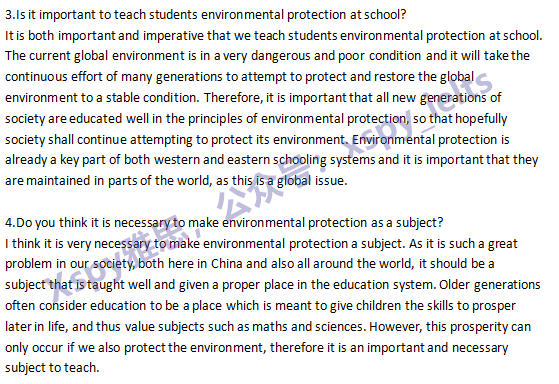 3.Is it important to teach students environmental protection at school?
It is both important and imperative that we teach students environmental protection at school.
The current global environment is in a very dangerous and poor condition and it will take the
continuous effort of many generations to attempt to protect and restore the global
environment to a stable condition. Therefore, it is important that all new generations of
society are educated well in the principles of environmental protection, so that hopefully
society shall continue attempting to protect its environment. Environmental protection is
already a key part of both western and eastern schooling systems and it is important that they
are maintained in parts of the world, as this is a global issue.
4.Do you think it is necessary to make environmental protection as a subject?
I think it is very necessary to make environmental protection a subject. As it is such a great
problem in our society, both here in China and also all around the world, it should be a
subject that is taught well and given a proper place in the education system. Older generations
often consider education to be a place which is meant to give children the skills to prosper
later in life, and thus value subjects such as maths and sciences. However, this prosperity can
only occur if we also protect the environment, therefore it is an important and necessary
subject to teach.
Xspy雅思，公众号：xspy_ielts